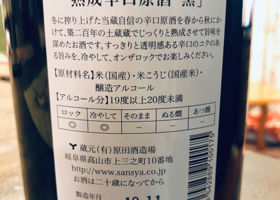 熟成辛口原酒
冬に搾り上げた当蔵自信の辛口原酒を春から秋にか
けて、築二百年の土蔵蔵でじっくりと熟成させて旨味を
深めたお酒です。すっきりと透明感ある辛口のコクのあ
る旨みを、冷やして、オンザロックでお楽しみください。
【原材料名】米(国産)・米こうじ(国産米)・
醸造アルコール
【アルコール分】19度以上20度未満
ロック 冷やして そのまま ぬる燗 あつ燗
◎ ◎
蔵元(有)原田酒造場
岐阜県高山市上三之町10番地
http://www.sansya.co.jp
お酒は二十歳になってから
製造年月